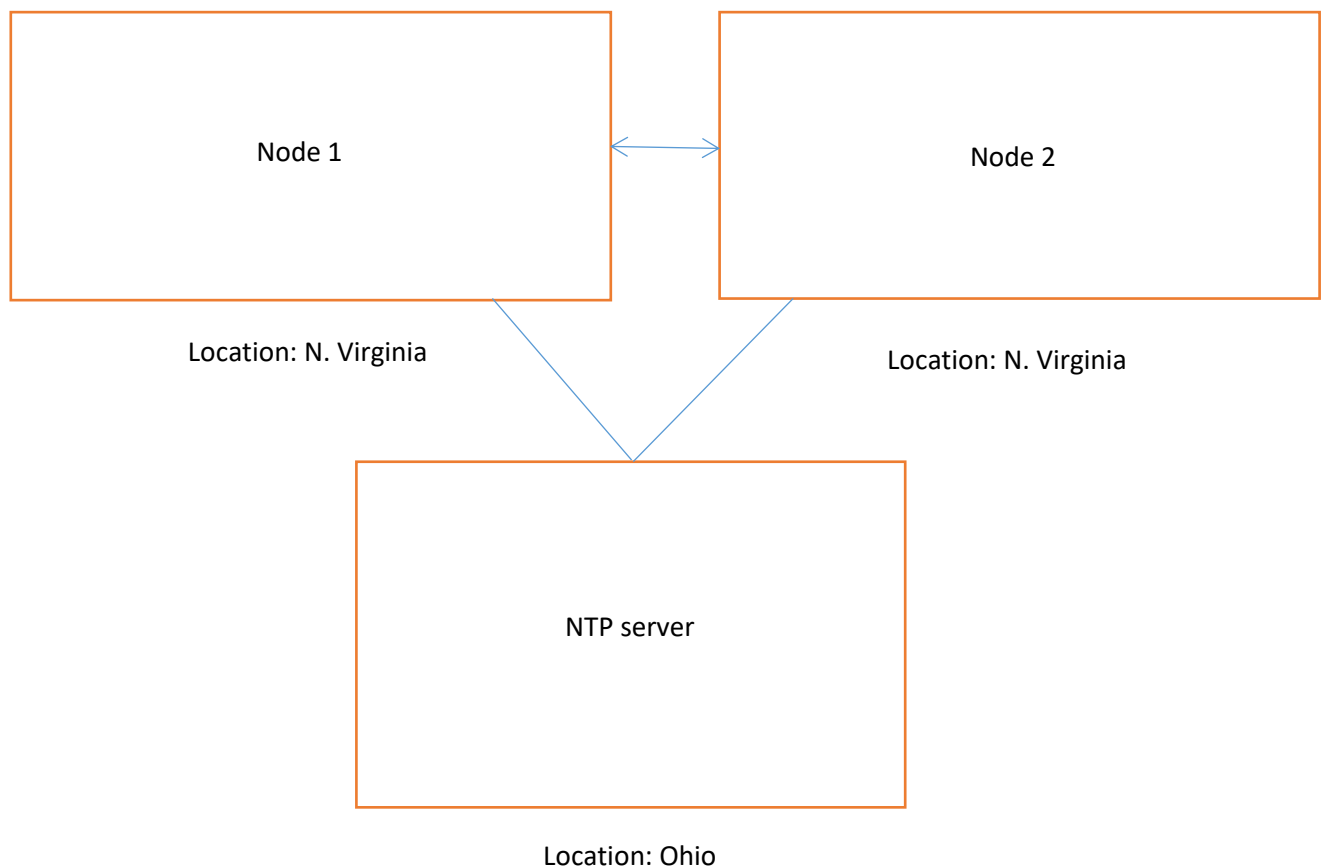 Node 1
Node 2
Location: N. Virginia
Location: N. Virginia
NTP server
Location: Ohio